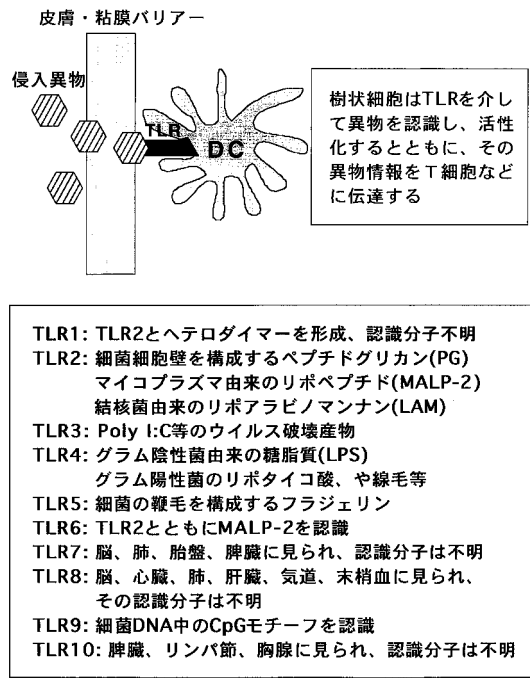 皮膚・粘膜バリアー
侵入異物
TLR
DC
樹状細胞はTLRを介し
て異物を認識し、活性
化するとともに、その
異物情報をT細胞など
に伝達する
TLR1: TLR2とヘテロダイマーを形成、認識分子不明
TLR2: 細菌細胞壁を構成するペプチドグリカン(PG)
マイコプラズマ由来のリポペプチド(MALP-2)
結核菌由来のリポアラビノマンナン(LAM)
TLR3: Poly I:C等のウイルス破壊産物
TLR4: グラム陰性菌由来の糖脂質(LPS)
グラム陽性菌のリポタイコ酸、や線毛等
TLR5: 細菌の鞭毛を構成するフラジェリン
TLR6: TLR2とともにMALP-2を認識
TLR7: 脳、肺、胎盤、脾臓に見られ、認識分子は不明
TLR8: 脳、心臓、肺、肝臓、気道、末梢血に見られ、
その認識分子は不明
TLR9: 細菌DNA中のCpGモチーフを認識
TLR10: 脾臓、リンパ節、胸腺に見られ、認識分子は不明